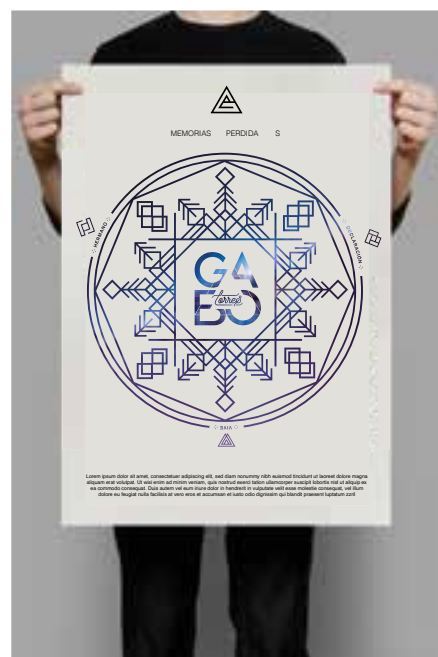 MEMORIAS PERDIDA S
HERMANO
DECLARACIÓN
GA
BO
Torres
BAIA
Lorem ipsum dolor sit amet, consectetuer adipiscing elit, sed diem nonummy nibh euismod tincidunt ut laoreet dolore magna
aliquam erat volutpat. Ut wisi enim ad minim veniam, quis nostrud exerci tation ullamcorper suscipit lobortis nisl ut aliquip ex
ea commodo consequat. Duis autem vel eum iriure dolor in hendrerit in vulputate velit esse molestie consequat, vel illum
dolore eu feugiat nulla facilisis at vero eros et accumsan et iusto odio dignissim qui blandit praesent luptatum zzril